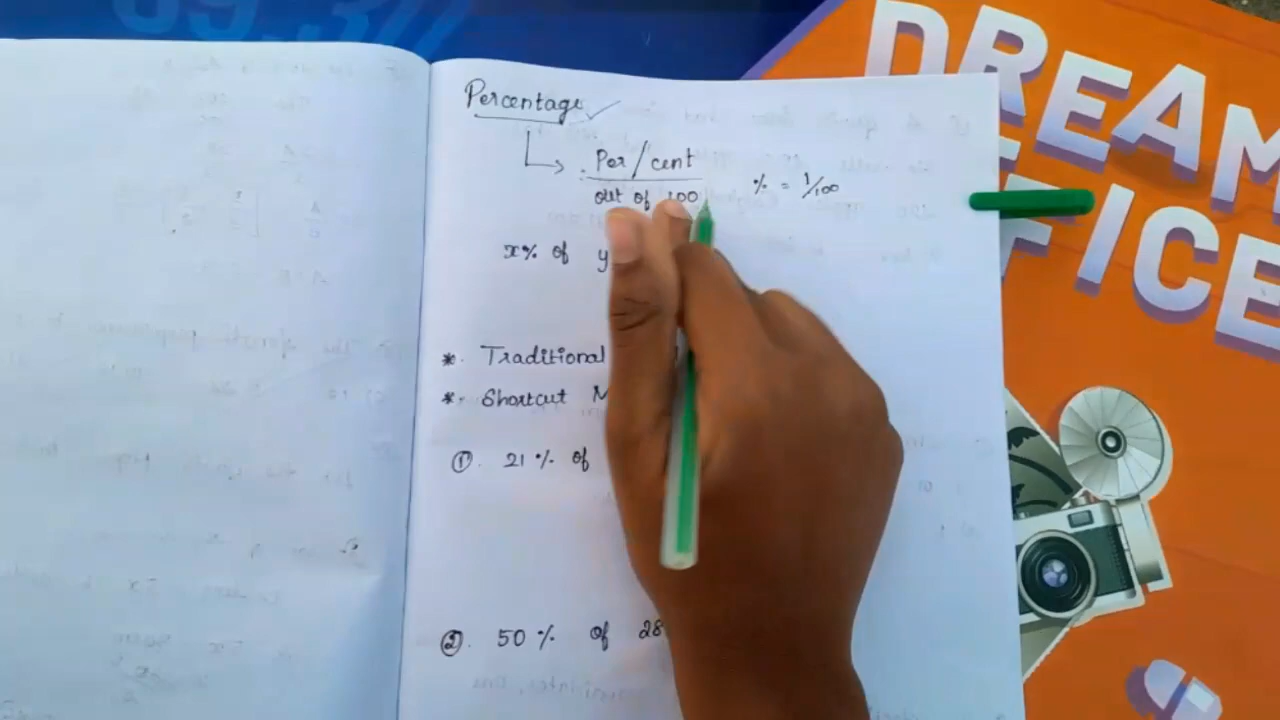 DREAM
OFFICE
Percentage
Per/cent
out of 100
% = 1/100
x% of y
*. Traditional
*. Shortcut M
①. 21% of
②. 50% of 28